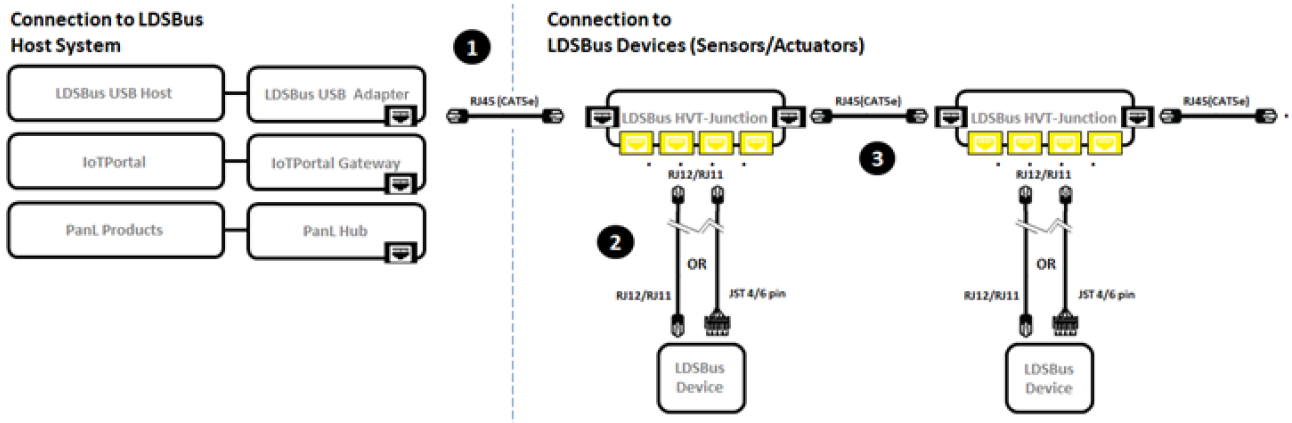 Connection to LDSBus
Host System
Connection to
LDSBus Devices (Sensors/Actuators)
1
LDSBus USB Host
LDSBus USB Adapter
IoTPortal
IoTPortal Gateway
PanL Products
PanL Hub
RJ45 (CAT5e)
LDSBus HVT-Junction
RJ45(CAT5e)
LDSBus HVT-Junction
RJ45(CAT5e)
3
RJ12/RJ11
RJ12/RJ11
2
OR
OR
RJ12/RJ11
JST 4/6 pin
RJ12/RJ11
JST 4/6 pin
LDSBus
Device
LDSBus
Device